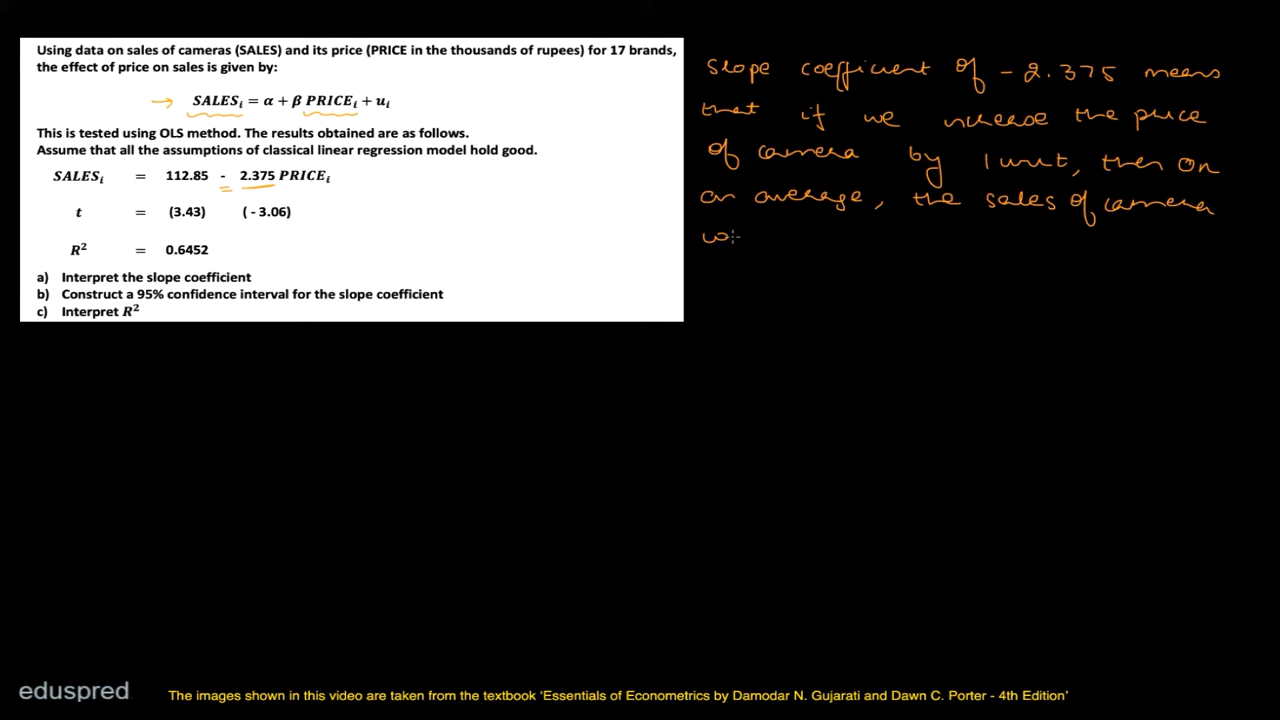 Using data on sales of cameras (SALES) and its price (PRICE in the thousands of rupees) for 17 brands,
the effect of price on sales is given by:
→ SALESᵢ = α + β PRICEᵢ + uᵢ
This is tested using OLS method. The results obtained are as follows.
Assume that all the assumptions of classical linear regression model hold good.
SALESᵢ = 112.85 - 2.375 PRICEᵢ
t = (3.43) ( - 3.06)
R² = 0.6452
a) Interpret the slope coefficient
b) Construct a 95% confidence interval for the slope coefficient
c) Interpret R²
Slope coefficient of - 2.375 means
that if we increase the price
of camera by 1 unit, then on
an average, the sales of camera
eduspred
The images shown in this video are taken from the textbook ‘Essentials of Econometrics by Damodar N. Gujarati and Dawn C. Porter - 4th Edition’